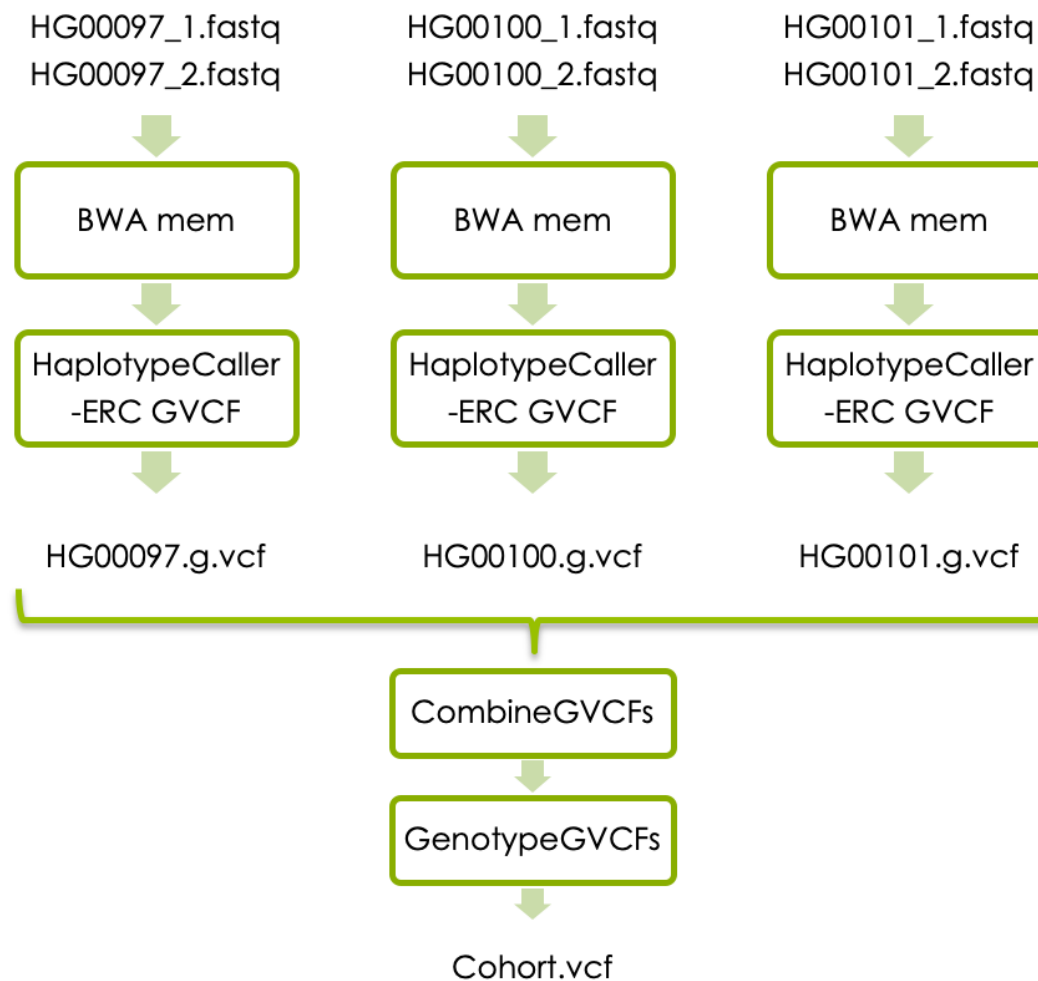 HG00097_1.fastq
HG00097_2.fastq
HG00100_1.fastq
HG00100_2.fastq
HG00101_1.fastq
HG00101_2.fastq
BWA mem
BWA mem
BWA mem
HaplotypeCaller
-ERC GVCF
HaplotypeCaller
-ERC GVCF
HaplotypeCaller
-ERC GVCF
HG00097.g.vcf
HG00100.g.vcf
HG00101.g.vcf
CombineGVCFs
GenotypeGVCFs
Cohort.vcf